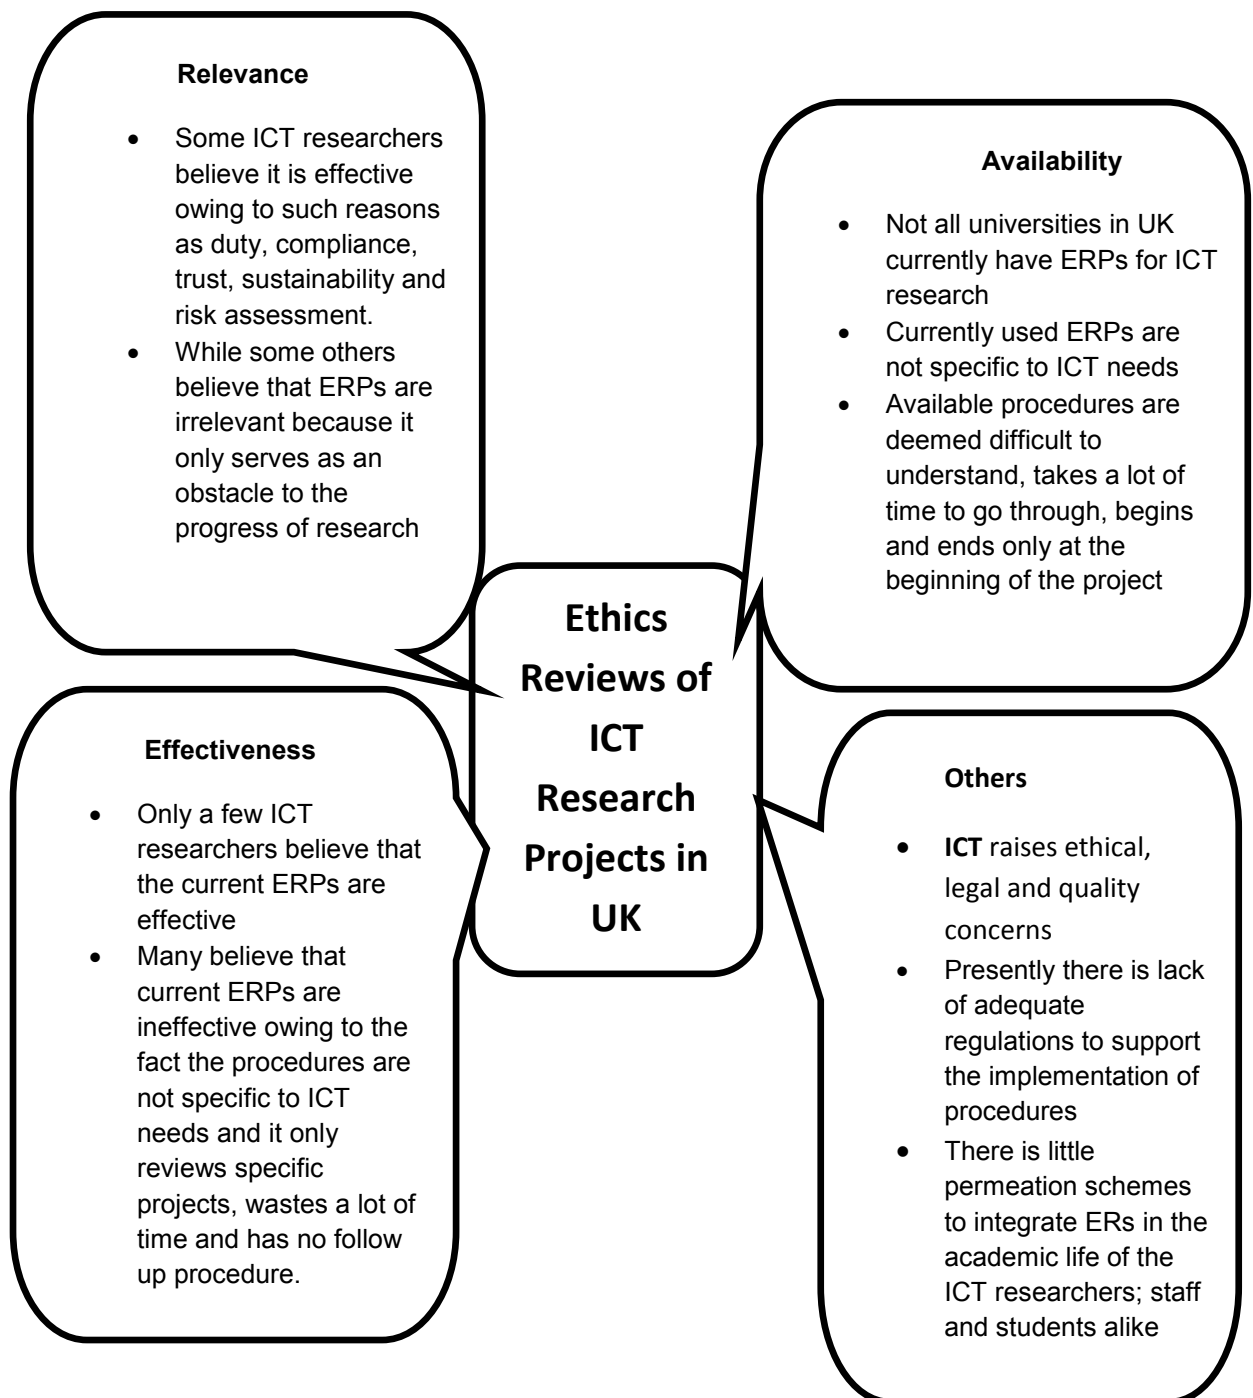 Relevance
• Some ICT researchers
believe it is effective
owing to such reasons
as duty, compliance,
trust, sustainability and
risk assessment.
• While some others
believe that ERPs are
irrelevant because it
only serves as an
obstacle to the
progress of research
Availability
• Not all universities in UK
currently have ERPs for ICT
research
• Currently used ERPs are
not specific to ICT needs
• Available procedures are
deemed difficult to
understand, takes a lot of
time to go through, begins
and ends only at the
beginning of the project
Ethics
Reviews of
ICT
Research
Projects in
UK
Effectiveness
• Only a few ICT
researchers believe that
the current ERPs are
effective
• Many believe that
current ERPs are
ineffective owing to the
fact the procedures are
not specific to ICT
needs and it only
reviews specific
projects, wastes a lot of
time and has no follow
up procedure.
Others
• ICT raises ethical,
legal and quality
concerns
• Presently there is lack
of adequate
regulations to support
the implementation of
procedures
• There is little
permeation schemes
to integrate ERs in the
academic life of the
ICT researchers; staff
and students alike